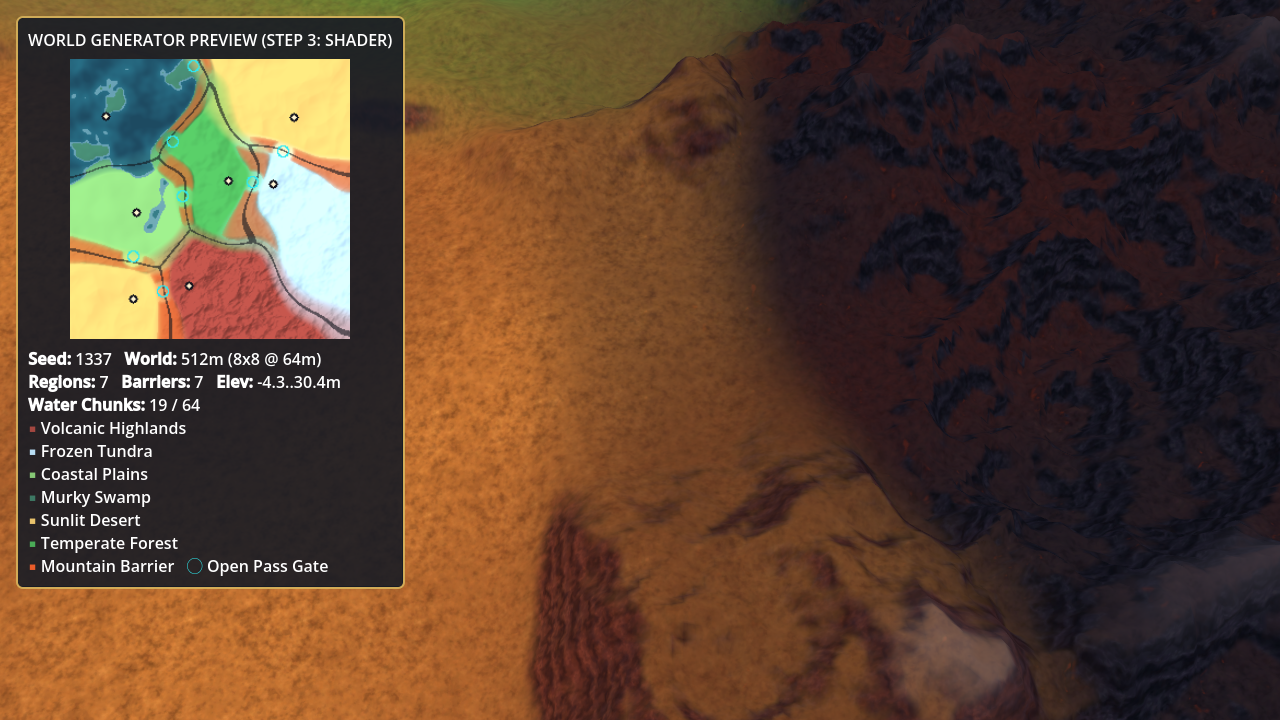 WORLD GENERATOR PREVIEW (STEP 3: SHADER)
Seed: 1337 World: 512m (8x8 @ 64m)
Regions: 7 Barriers: 7 Elev: -4.3..30.4m
Water Chunks: 19 / 64
Volcanic Highlands
Frozen Tundra
Coastal Plains
Murky Swamp
Sunlit Desert
Temperate Forest
Mountain Barrier Open Pass Gate